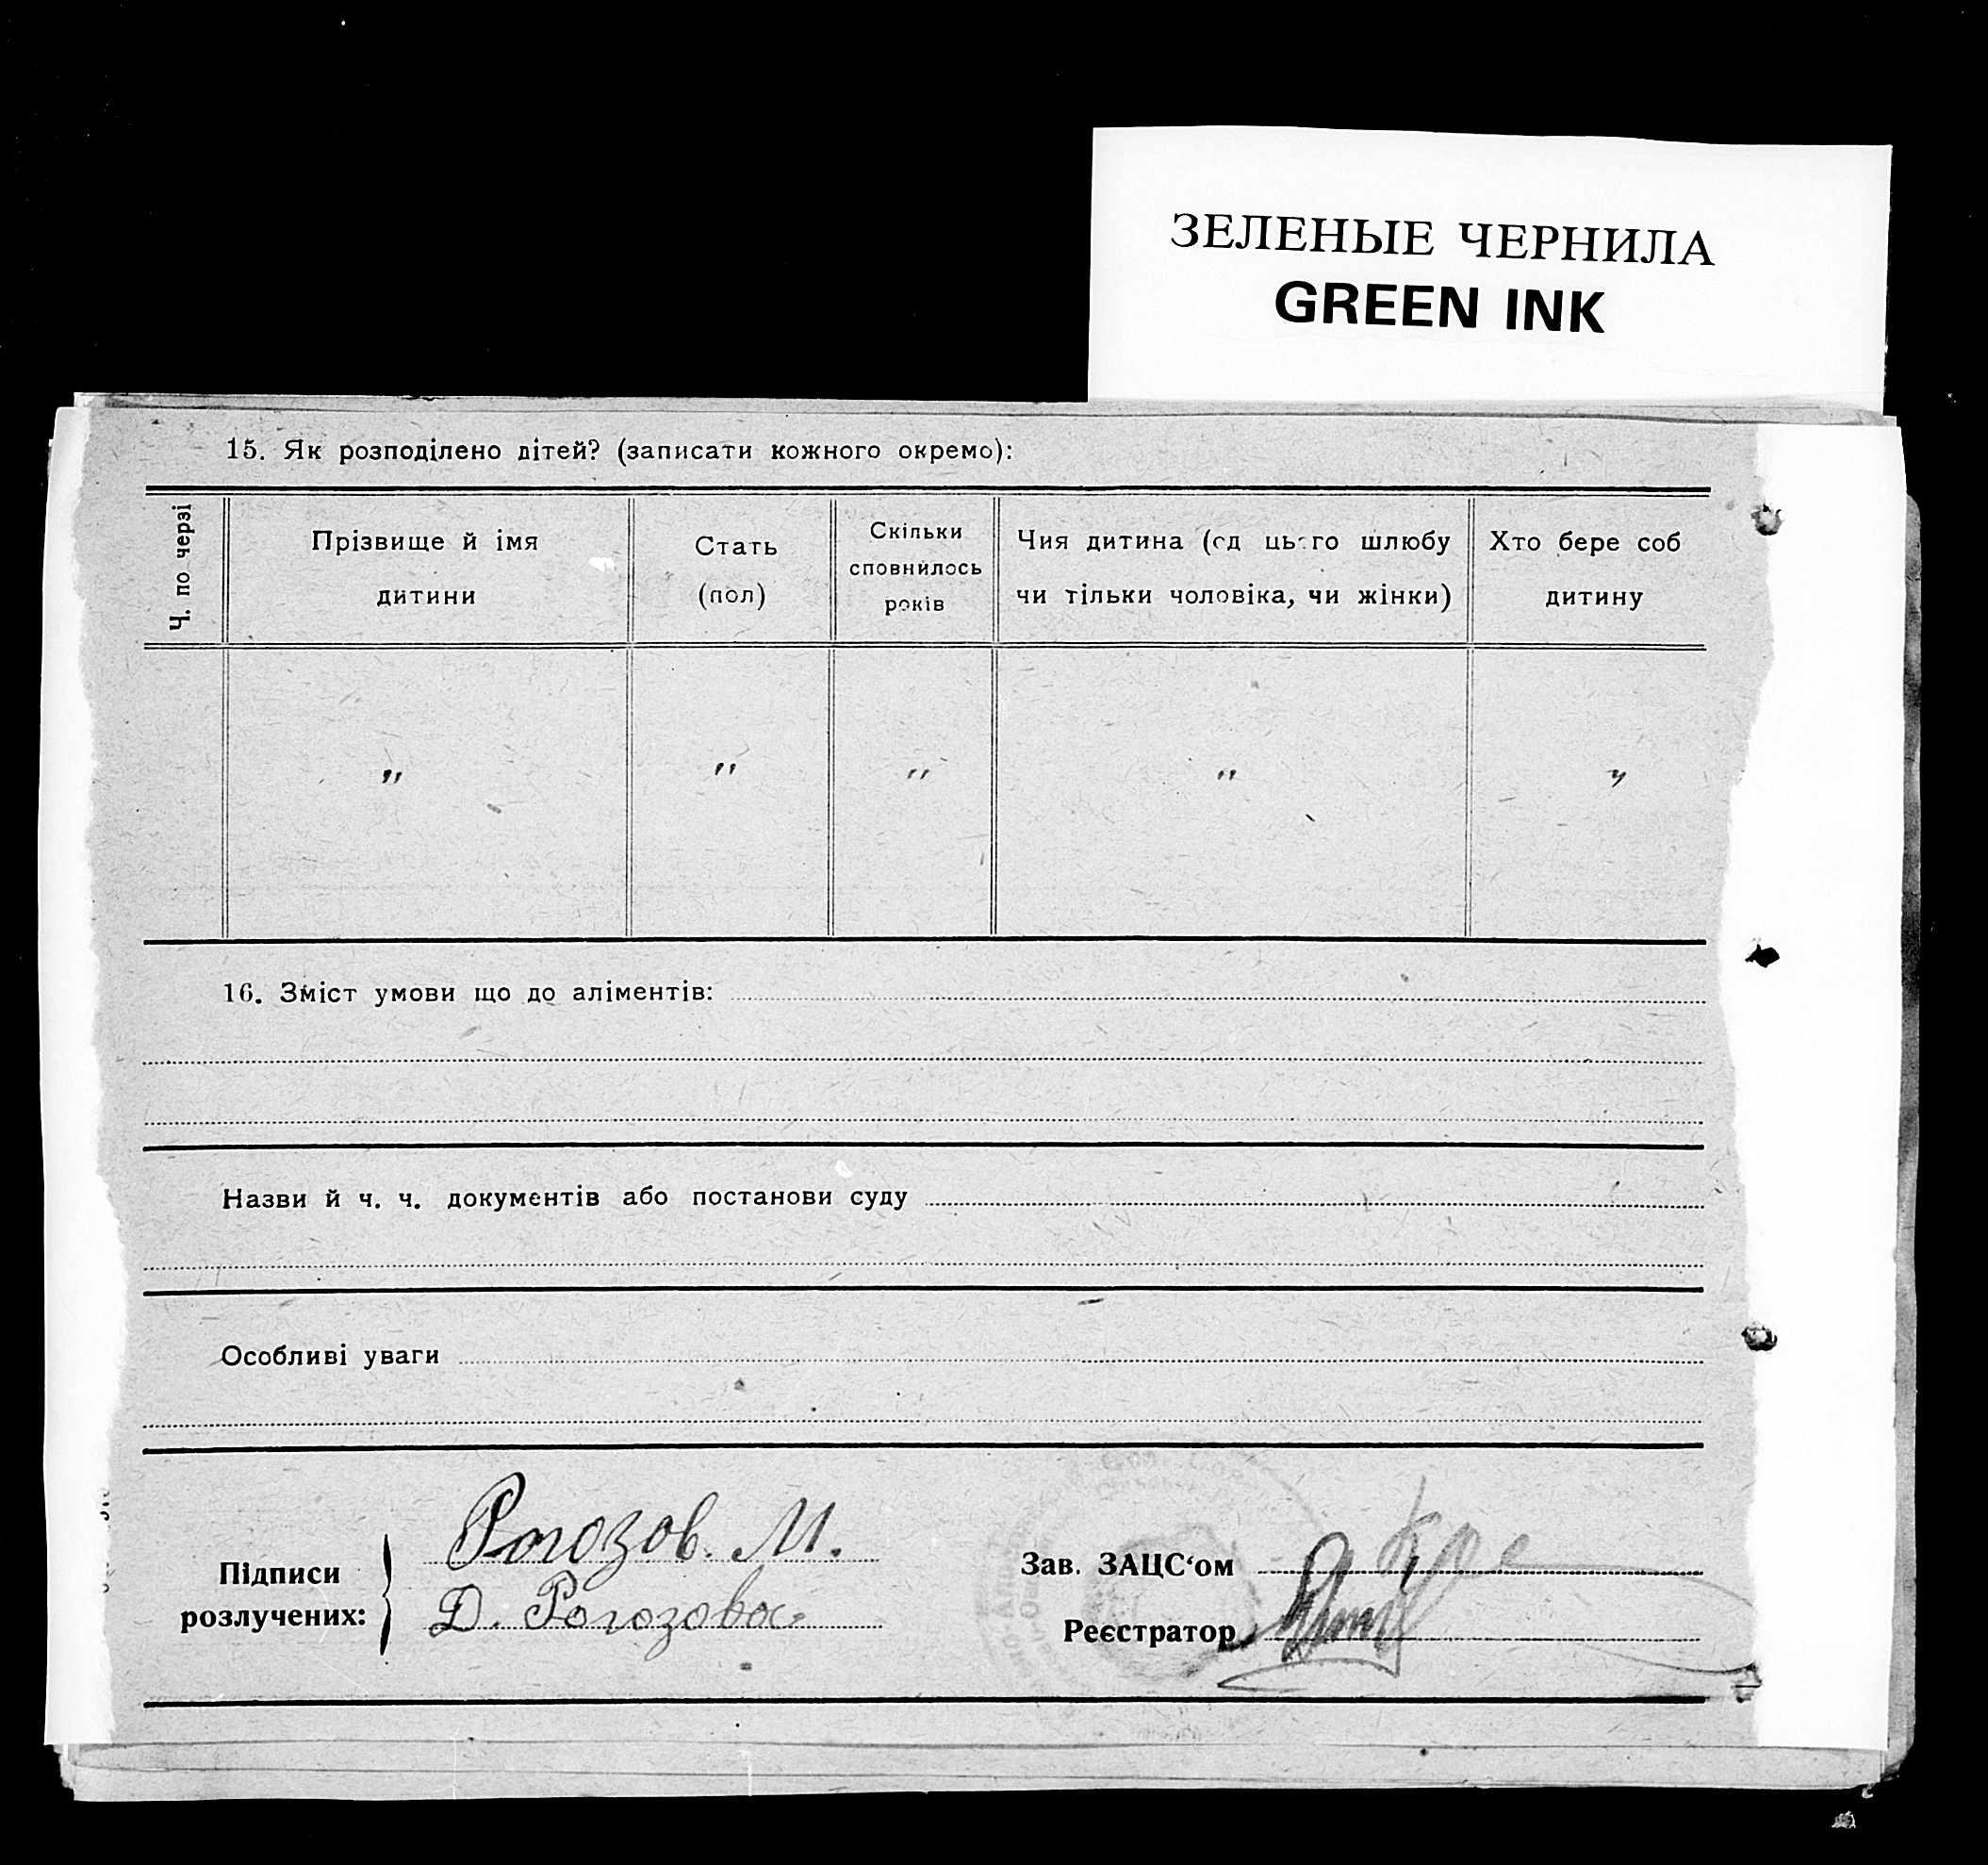 ЗЕЛЕНЫЕ ЧЕРНИЛА
GREEN INK
15. Як розподілено дітей? (записати кожного окремо):
Ч. по черзі
Прізвище й імя
дитини
Стать
(пол)
Скільки
сповнилось
років
Чия дитина (од цього шлюбу
чи тільки чоловіка, чи жінки)
Хто бере соб
дитину
" " " " "
16. Зміст умови що до аліментів:
Назви й ч. ч. документів або постанови суду
Особливі уваги
Підписи
розлучених:
Рогозов. М.
Д. Рогозова
Зав. ЗАЦС‘ом
Реєстратор